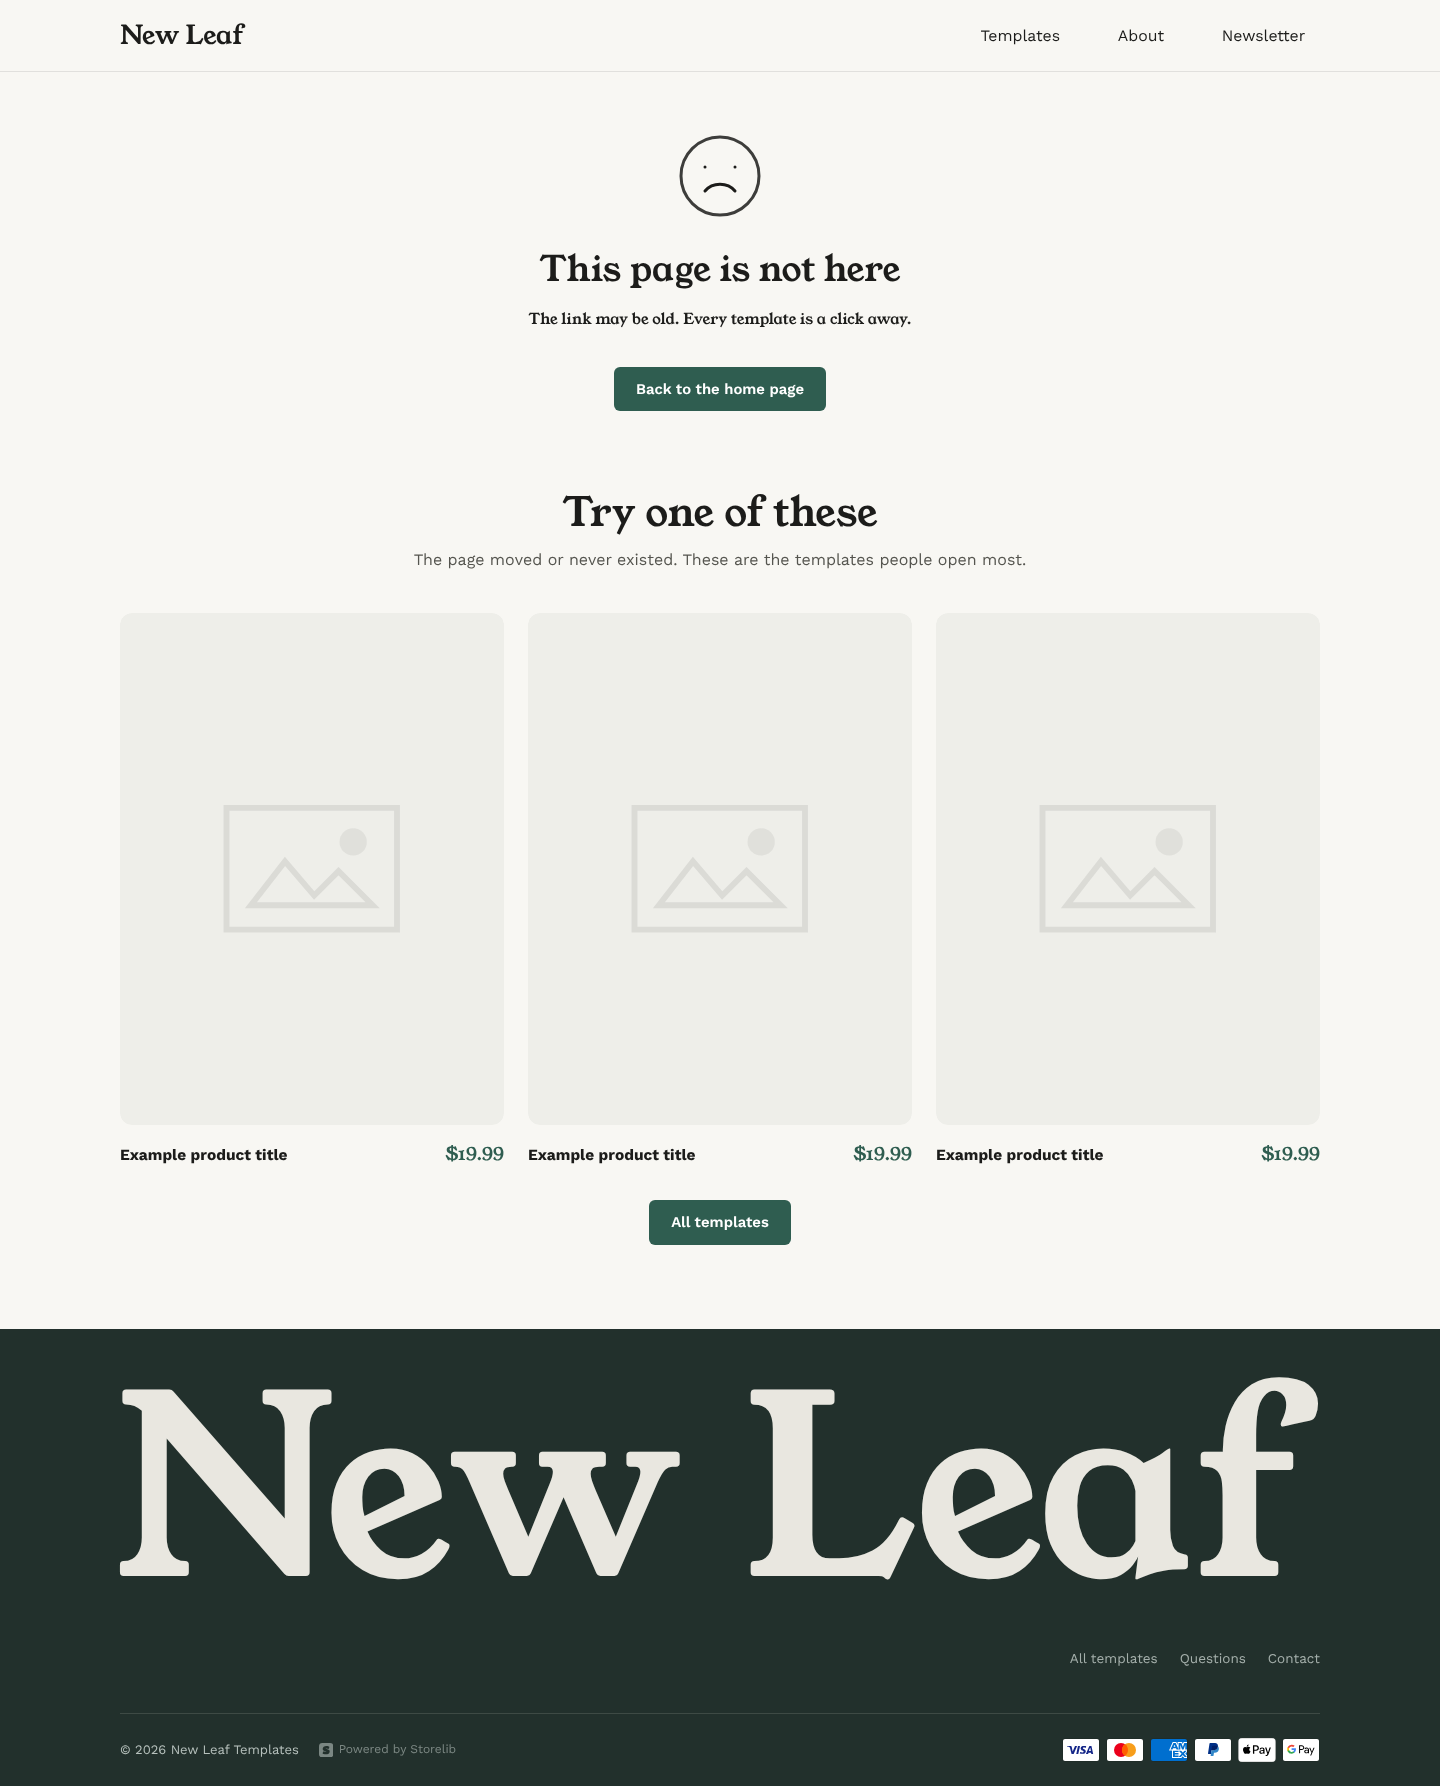 New Leaf
Templates
About
Newsletter
This page is not here
The link may be old. Every template is a click away.
Back to the home page
Try one of these
The page moved or never existed. These are the templates people open most.
Example product title
$19.99
Example product title
$19.99
Example product title
$19.99
All templates
New Leaf
All templates
Questions
Contact
© 2026 New Leaf Templates
S Powered by Storelib
VISA
AM
EX
Pay
G Pay